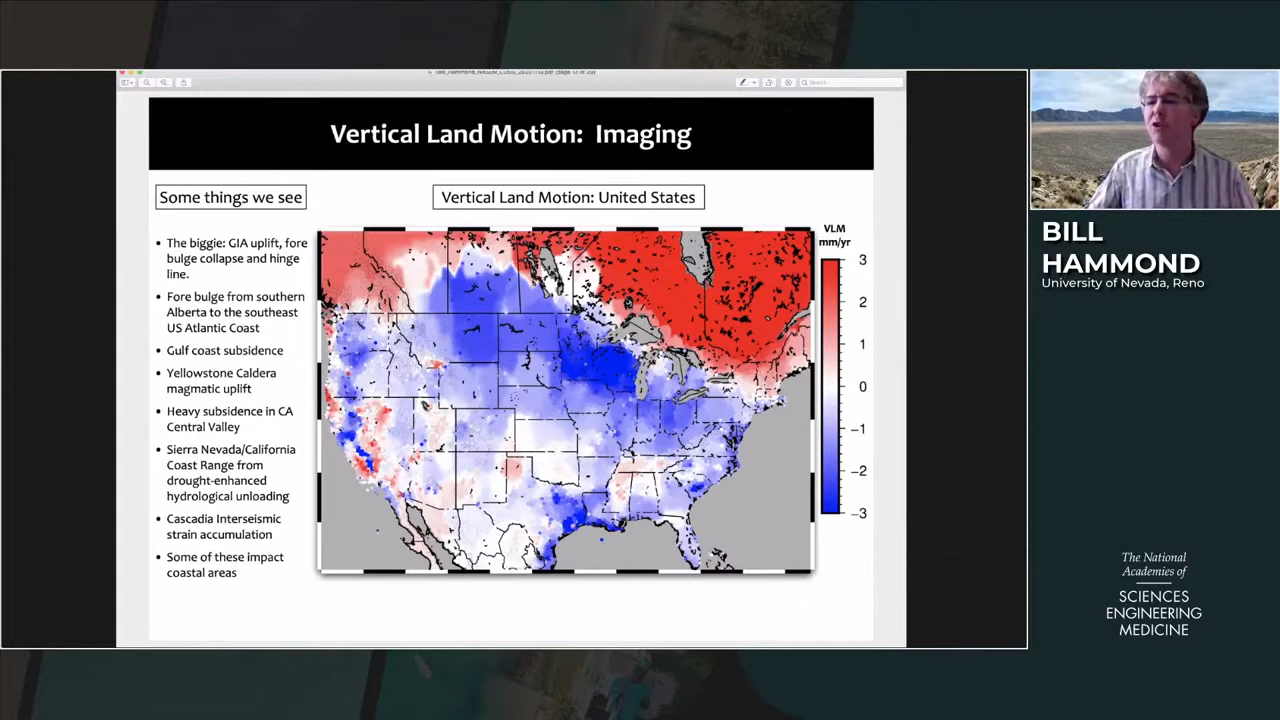 Search
Vertical Land Motion: Imaging
Some things we see
Vertical Land Motion: United States
• The biggie: GIA uplift, fore
bulge collapse and hinge
line.
• Fore bulge from southern
Alberta to the southeast
US Atlantic Coast
• Gulf coast subsidence
• Yellowstone Caldera
magmatic uplift
• Heavy subsidence in CA
Central Valley
• Sierra Nevada/California
Coast Range from
drought-enhanced
hydrological unloading
• Cascadia Interseismic
strain accumulation
• Some of these impact
coastal areas
VLM
mm/yr
3
2
1
0
−1
−2
−3
BILL
HAMMOND
University of Nevada, Reno
The National
Academies of
SCIENCES
ENGINEERING
MEDICINE